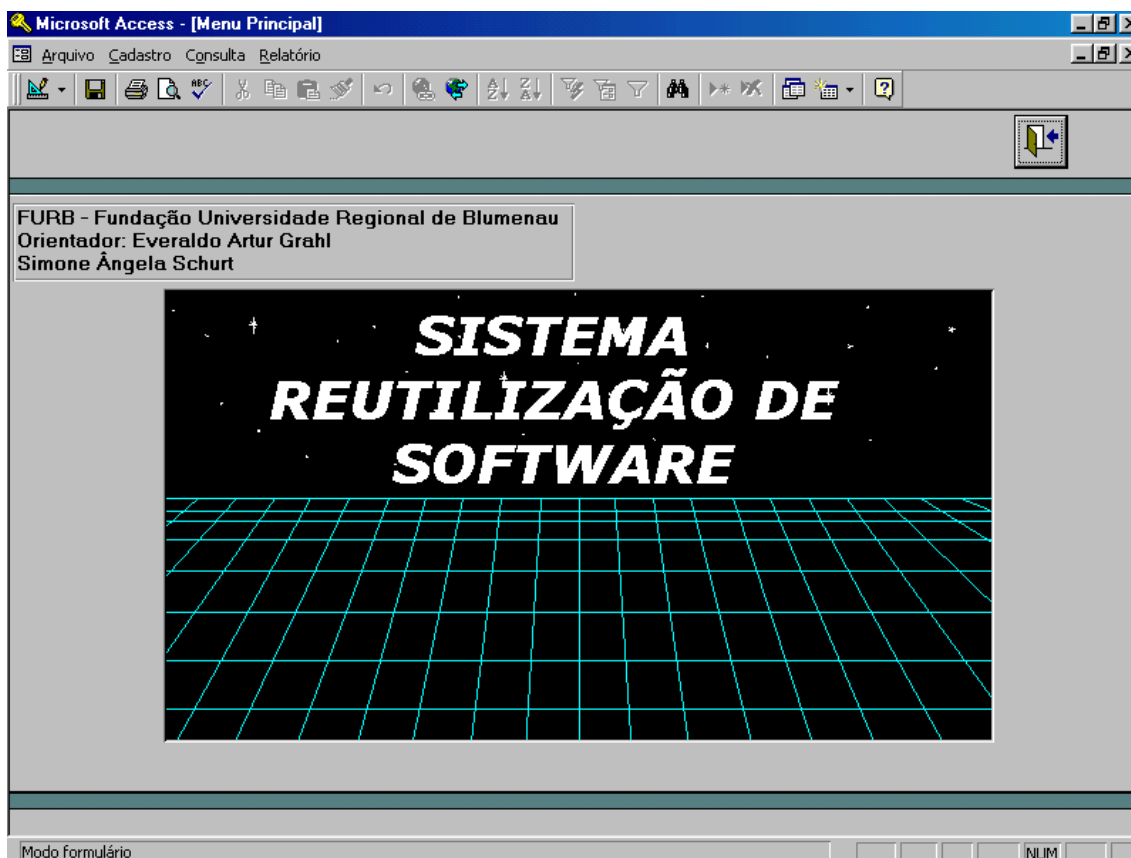 Microsoft Access - [Menu Principal]
Arquivo Cadastro Consulta Relatório
ABC
A Z Z A
FURB - Fundação Universidade Regional de Blumenau
Orientador: Everaldo Artur Grahl
Simone Ângela Schurt
SISTEMA
REUTILIZAÇÃO DE
SOFTWARE
Modo formulário NUM